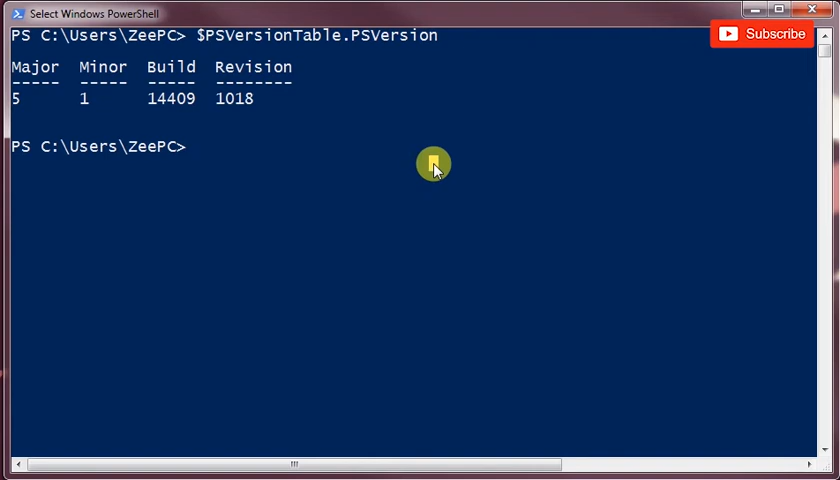 Select Windows PowerShell
PS C:\Users\ZeePC> $PSVersionTable.PSVersion
Subscribe
Major Minor Build Revision
----- ----- ----- --------
5 1 14409 1018
PS C:\Users\ZeePC>